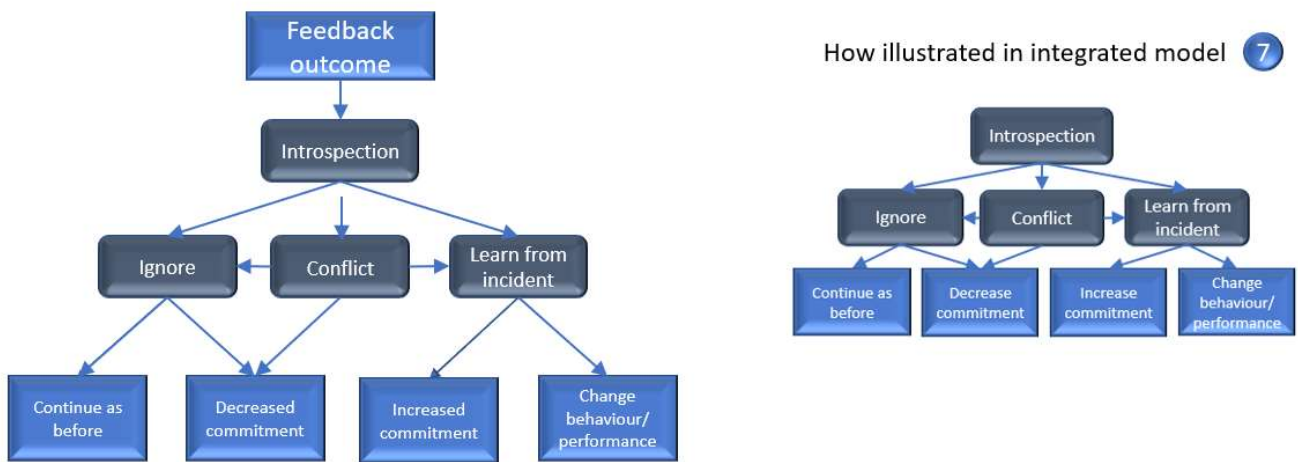 Feedback
outcome
Introspection
Ignore
Conflict
Learn from
incident
Continue as
before
Decreased
commitment
Increased
commitment
Change
behaviour/
performance
How illustrated in integrated model 7
Introspection
Ignore
Conflict
Learn from
incident
Continue as
before
Decrease
commitment
Increase
commitment
Change
behaviour/
performance